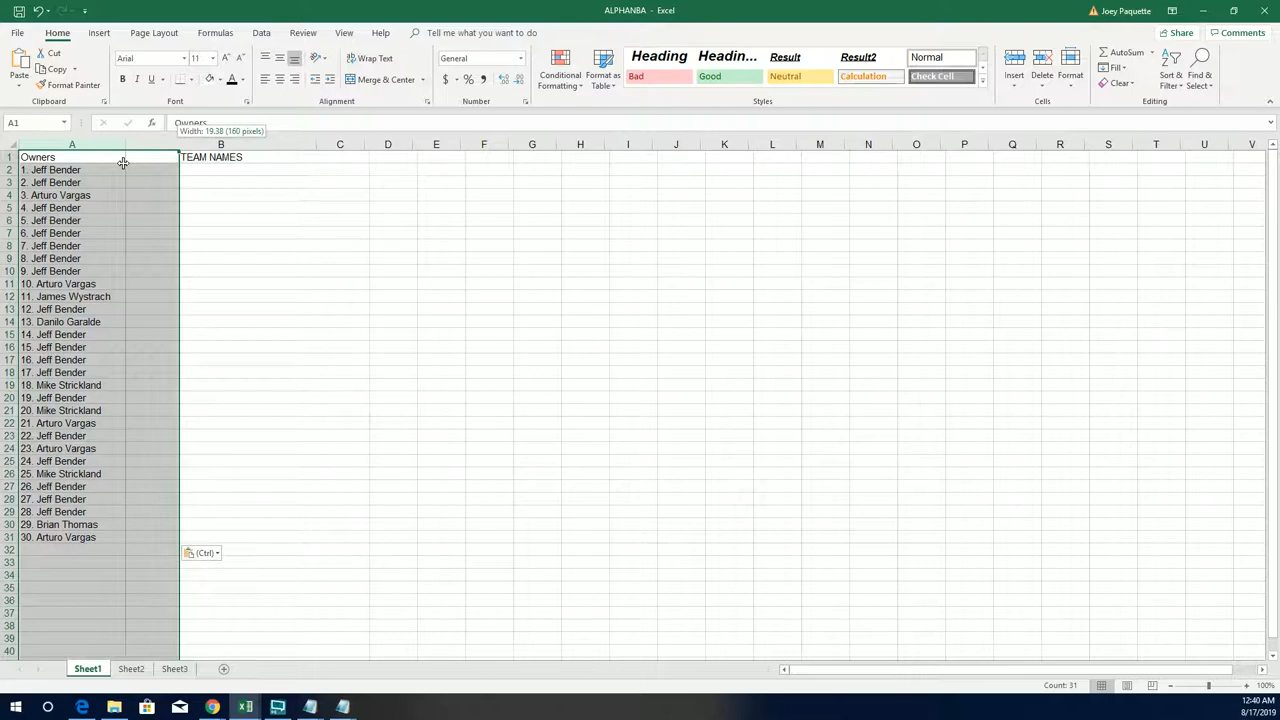 ALPHANBA - Excel
Joey Paquette
File Home Insert Page Layout Formulas Data Review View Help Tell me what you want to do Share Comments
Paste Cut Copy Format Painter Clipboard
Arial 11 B I U Font
Wrap Text Merge & Center Alignment
General $ % Number
Conditional Formatting Format as Table
Heading Headin... Result Result2 Normal
Bad Good Neutral Calculation Check Cell
Styles
Insert Delete Format Cells
AutoSum Fill Clear Sort & Filter Find & Select Editing
A1 fx Owners
Width: 19.38 (160 pixels)
A B C D E F G H I J K L M N O P Q R S T U V
1 Owners TEAM NAMES
2 1. Jeff Bender
3 2. Jeff Bender
4 3. Arturo Vargas
5 4. Jeff Bender
6 5. Jeff Bender
7 6. Jeff Bender
8 7. Jeff Bender
9 8. Jeff Bender
10 9. Jeff Bender
11 10. Arturo Vargas
12 11. James Wystrach
13 12. Jeff Bender
14 13. Danilo Garalde
15 14. Jeff Bender
16 15. Jeff Bender
17 16. Jeff Bender
18 17. Jeff Bender
19 18. Mike Strickland
20 19. Jeff Bender
21 20. Mike Strickland
22 21. Arturo Vargas
23 22. Jeff Bender
24 23. Arturo Vargas
25 24. Jeff Bender
26 25. Mike Strickland
27 26. Jeff Bender
28 27. Jeff Bender
29 28. Jeff Bender
30 29. Brian Thomas
31 30. Arturo Vargas
32 (Ctrl)
33
34
35
36
37
38
39
40
Sheet1 Sheet2 Sheet3
Count: 31 100%
12:40 AM
8/17/2019